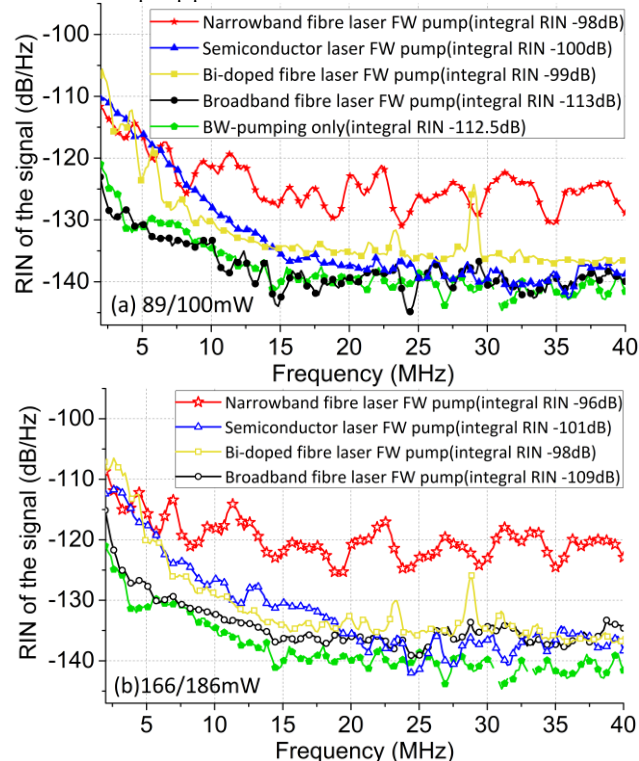 -100
-110
-120
-130
-140
RIN of the signal (dB/Hz)
Narrowband fibre laser FW pump(integral RIN -98dB)
Semiconductor laser FW pump(integral RIN -100dB)
Bi-doped fibre laser FW pump(integral RIN -99dB)
Broadband fibre laser FW pump(integral RIN -113dB)
BW-pumping only(integral RIN -112.5dB)
(a) 89/100mW
5 10 15 20 25 30 35 40
Frequency (MHz)
-100
-110
-120
-130
-140
RIN of the signal (dB/Hz)
Narrowband fibre laser FW pump(integral RIN -96dB)
Semiconductor laser FW pump(integral RIN -101dB)
Bi-doped fibre laser FW pump(integral RIN -98dB)
Broadband fibre laser FW pump(integral RIN -109dB)
(b)166/186mW
5 10 15 20 25 30 35 40
Frequency (MHz)